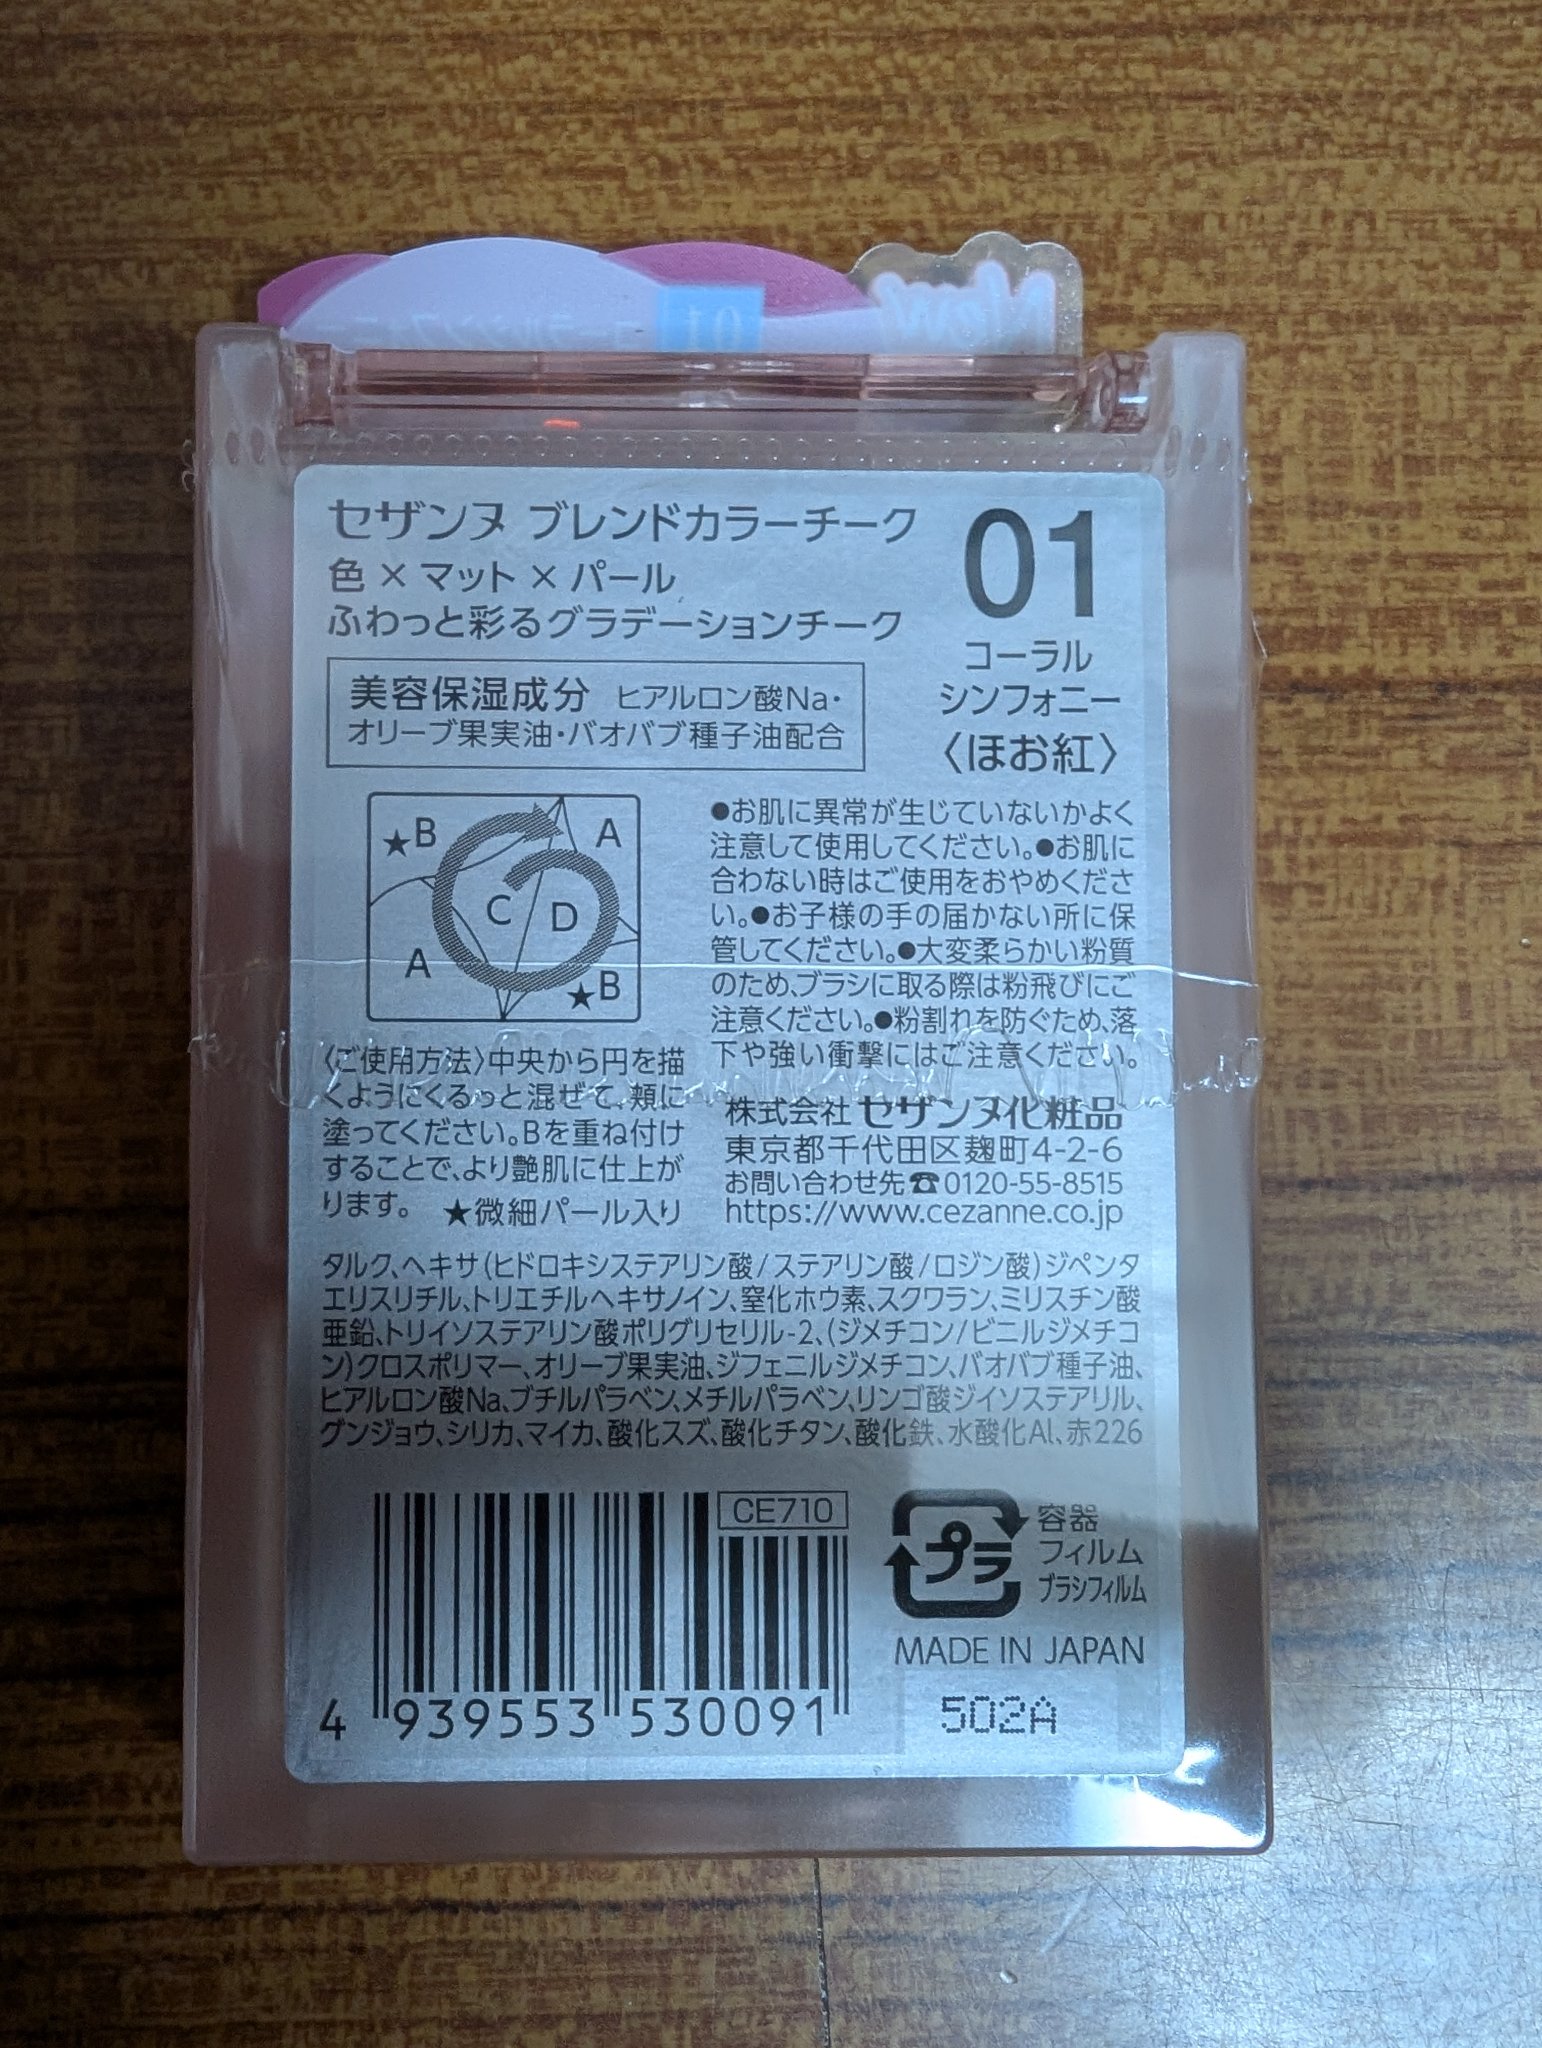 01
セザンヌ ブレンドカラーチーク
色×マット×パール
ふわっと彩るグラデーションチーク
01
コーラル
シンフォニー
〈ほお紅〉
美容保湿成分 ヒアルロン酸Na・
オリーブ果実油・バオバブ種子油配合
★B
A
C
D
A
★B
〈ご使用方法〉中央から円を描
くようにくるっと混ぜて、頬に
塗ってください。Bを重ね付け
することで、より艶肌に仕上が
ります。 ★微細パール入り
●お肌に異常が生じていないかよく
注意して使用してください。●お肌に
合わない時はご使用をおやめくださ
い。●お子様の手の届かない所に保
管してください。●大変柔らかい粉質
のため、ブラシに取る際は粉飛びにご
注意ください。●粉割れを防ぐため、落
下や強い衝撃にはご注意ください。
株式会社 セザンヌ化粧品
東京都千代田区麹町4-2-6
お問い合わせ先☎0120-55-8515
https://www.cezanne.co.jp
タルク、ヘキサ(ヒドロキシステアリン酸/ステアリン酸/ロジン酸)ジペンタ
エリスリチル、トリエチルヘキサノイン、窒化ホウ素、スクワラン、ミリスチン酸
亜鉛、トリイソステアリン酸ポリグリセリル-2、(ジメチコン/ビニルジメチコ
ン)クロスポリマー、オリーブ果実油、ジフェニルジメチコン、バオバブ種子油、
ヒアルロン酸Na、ブチルパラベン、メチルパラベン、リンゴ酸ジイソステアリル、
グンジョウ、シリカ、マイカ、酸化スズ、酸化チタン、酸化鉄、水酸化Al、赤226
CE710
4 939553 530091
プラ
容器
フィルム
ブラシフィルム
MADE IN JAPAN
502A